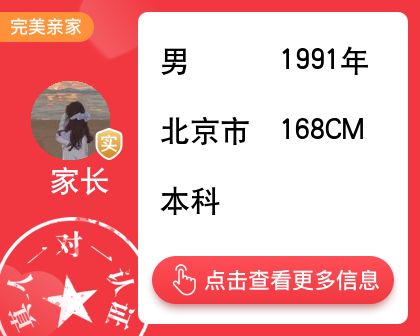 完美亲家
男 1991年
北京市 168CM
本科
实
家长
一对一
真人认证
点击查看更多信息